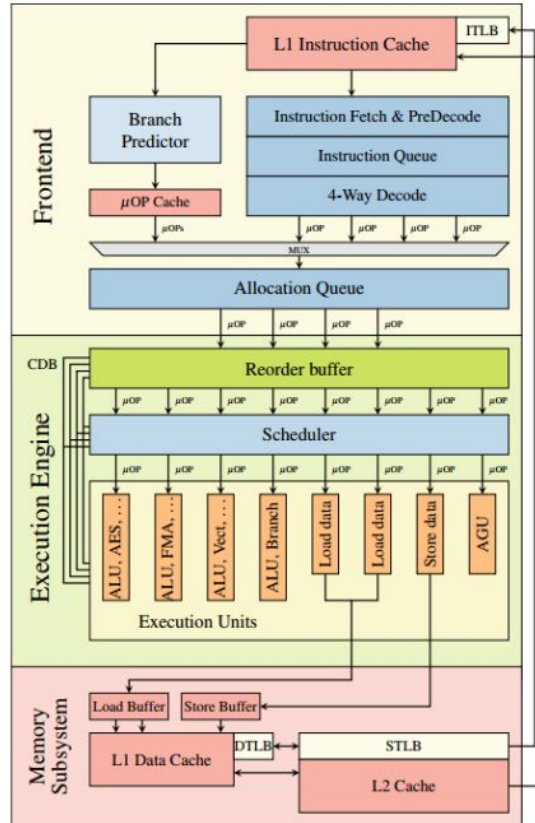 L1 Instruction Cache
ITLB
Frontend
Branch
Predictor
Instruction Fetch & PreDecode
Instruction Queue
µOP Cache
4-Way Decode
µOPs
µOP
µOP
µOP
µOP
MUX
Allocation Queue
µOP
µOP
µOP
µOP
Execution Engine
CDB
Reorder buffer
µOP
µOP
µOP
µOP
µOP
µOP
µOP
µOP
Scheduler
µOP
µOP
µOP
µOP
µOP
µOP
µOP
µOP
ALU, AES, . . .
ALU, FMA, . . .
ALU, Vect, . . .
ALU, Branch
Load data
Load data
Store data
AGU
Execution Units
Memory
Subsystem
Load Buffer
Store Buffer
L1 Data Cache
DTLB
STLB
L2 Cache